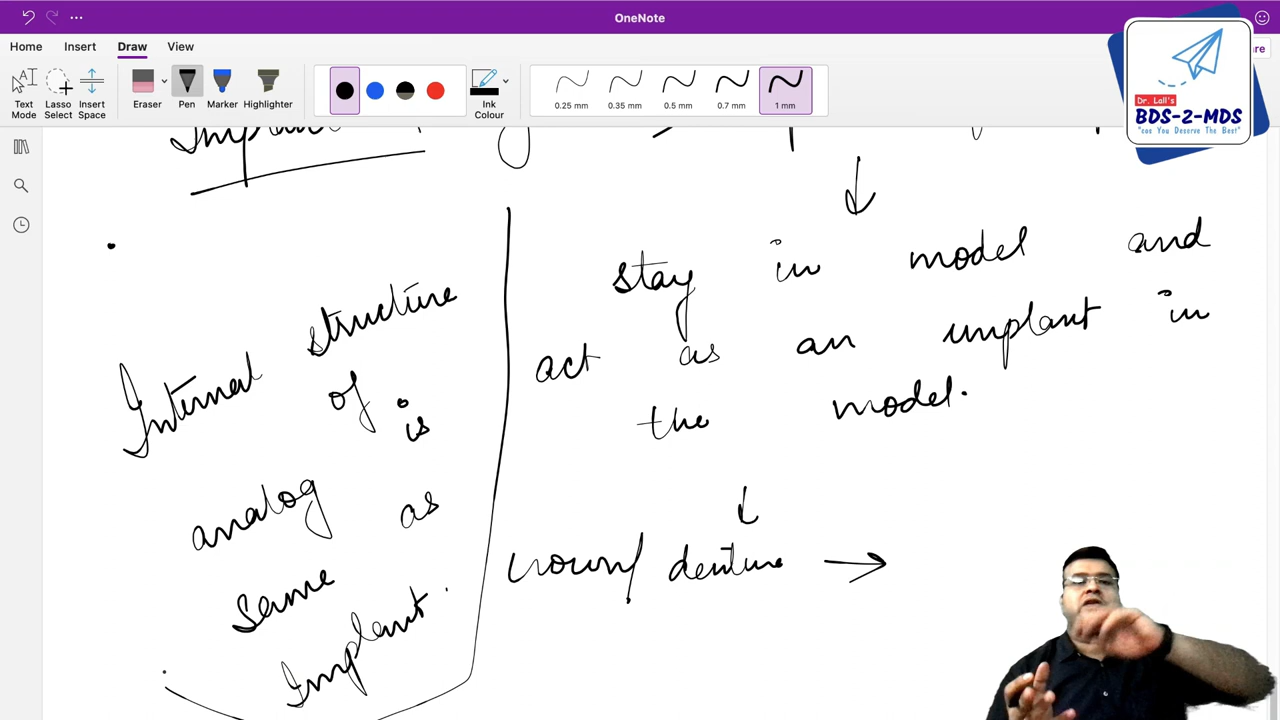 OneNote
Home Insert Draw View
Text Mode
Lasso Select
Insert Space
Eraser
Pen
Marker
Highlighter
Ink Colour
0.25 mm
0.35 mm
0.5 mm
0.7 mm
1 mm
Dr. Lall's
BDS-2-MDS
"cos You Deserve The Best"
stay in model and
act as an implant in
the model.
↓
crown/ denture →
Internal structure
of is
analog as
same
Implant.